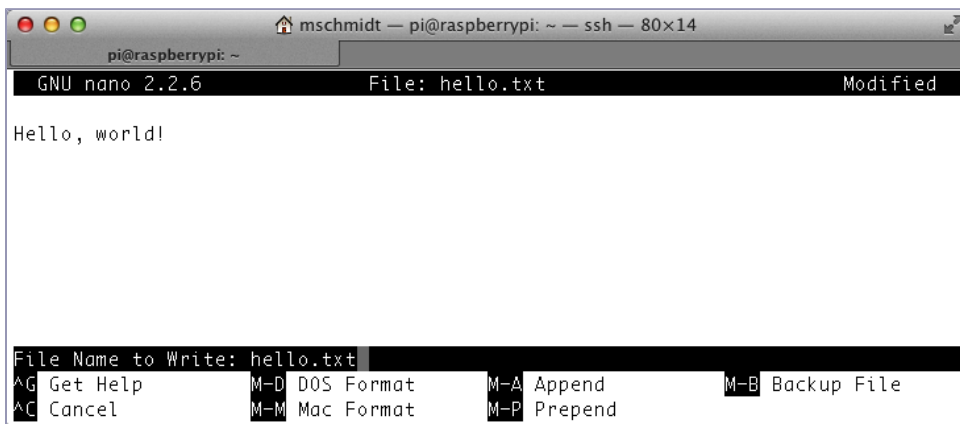 mschmidt — pi@raspberrypi: ~ — ssh — 80×14
pi@raspberrypi: ~
GNU nano 2.2.6 File: hello.txt Modified
Hello, world!
File Name to Write: hello.txt
^G Get Help M-D DOS Format M-A Append M-B Backup File
^C Cancel M-M Mac Format M-P Prepend